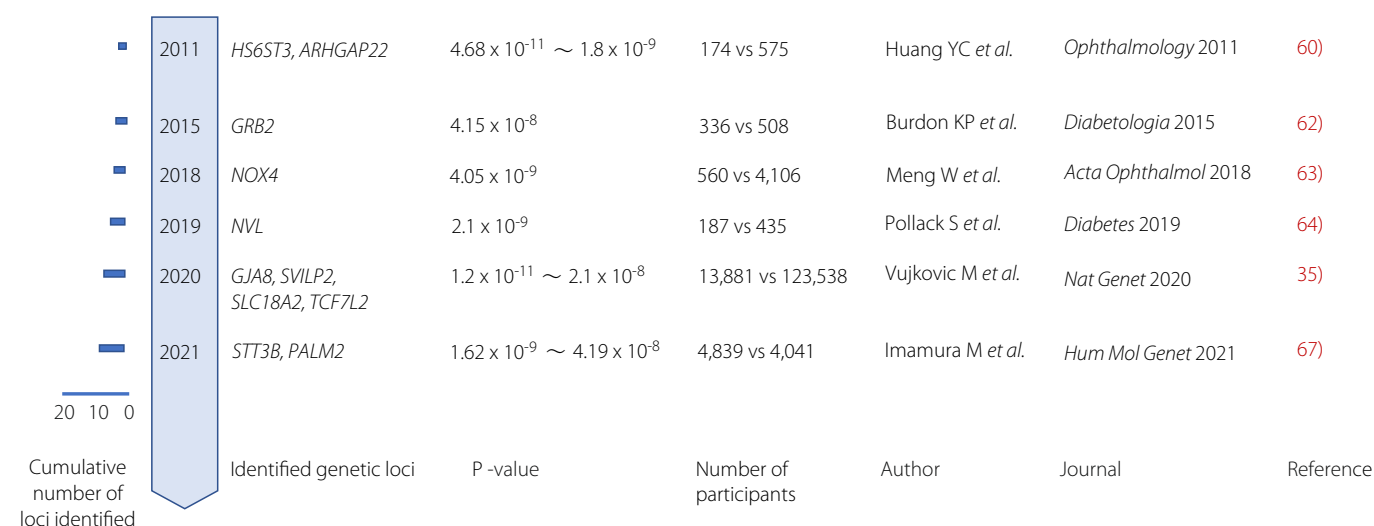 2011 HS6ST3, ARHGAP22 4.68 x 10⁻¹¹ ～ 1.8 x 10⁻⁹ 174 vs 575 Huang YC et al. Ophthalmology 2011 60)
2015 GRB2 4.15 x 10⁻⁸ 336 vs 508 Burdon KP et al. Diabetologia 2015 62)
2018 NOX4 4.05 x 10⁻⁹ 560 vs 4,106 Meng W et al. Acta Ophthalmol 2018 63)
2019 NVL 2.1 x 10⁻⁹ 187 vs 435 Pollack S et al. Diabetes 2019 64)
2020 GJA8, SVILP2, 1.2 x 10⁻¹¹ ～ 2.1 x 10⁻⁸ 13,881 vs 123,538 Vujkovic M et al. Nat Genet 2020 35)
SLC18A2, TCF7L2
2021 STT3B, PALM2 1.62 x 10⁻⁹ ～ 4.19 x 10⁻⁸ 4,839 vs 4,041 Imamura M et al. Hum Mol Genet 2021 67)
20 10 0
Cumulative
number of
loci identified
Identified genetic loci
P -value
Number of
participants
Author
Journal
Reference